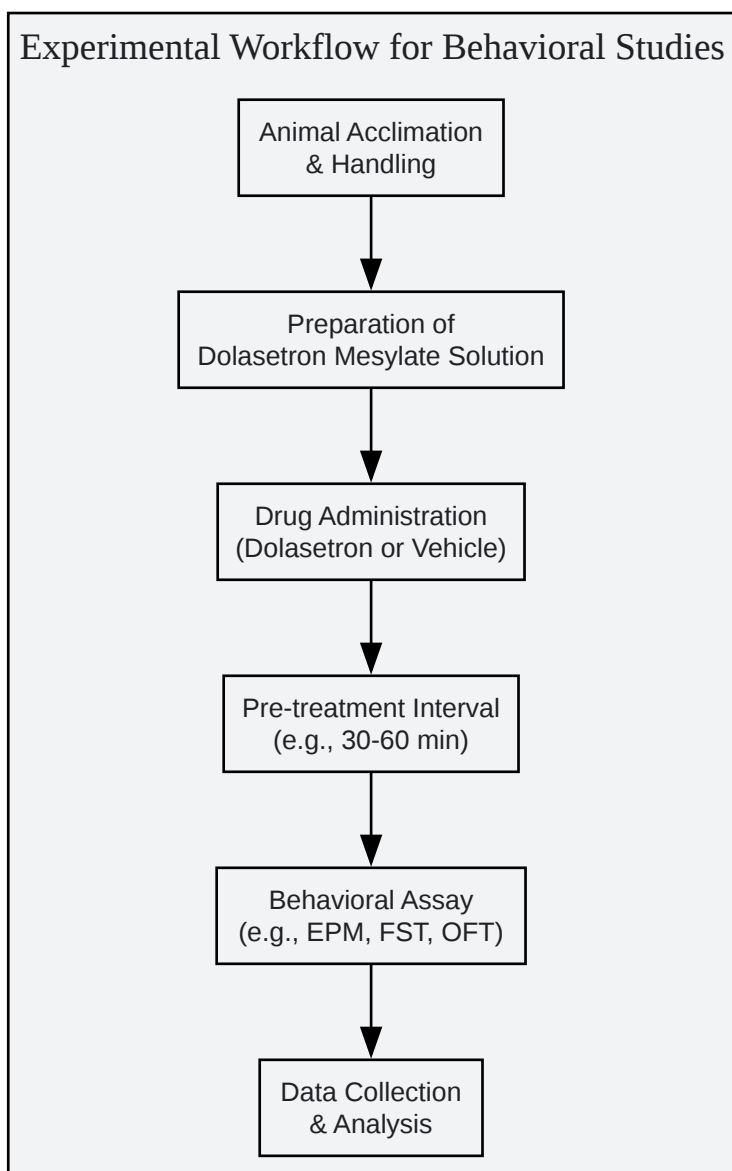 Experimental Workflow for Behavioral Studies
Animal Acclimation
& Handling
Preparation of
Dolasetron Mesylate Solution
Drug Administration
(Dolasetron or Vehicle)
Pre-treatment Interval
(e.g., 30-60 min)
Behavioral Assay
(e.g., EPM, FST, OFT)
Data Collection
& Analysis